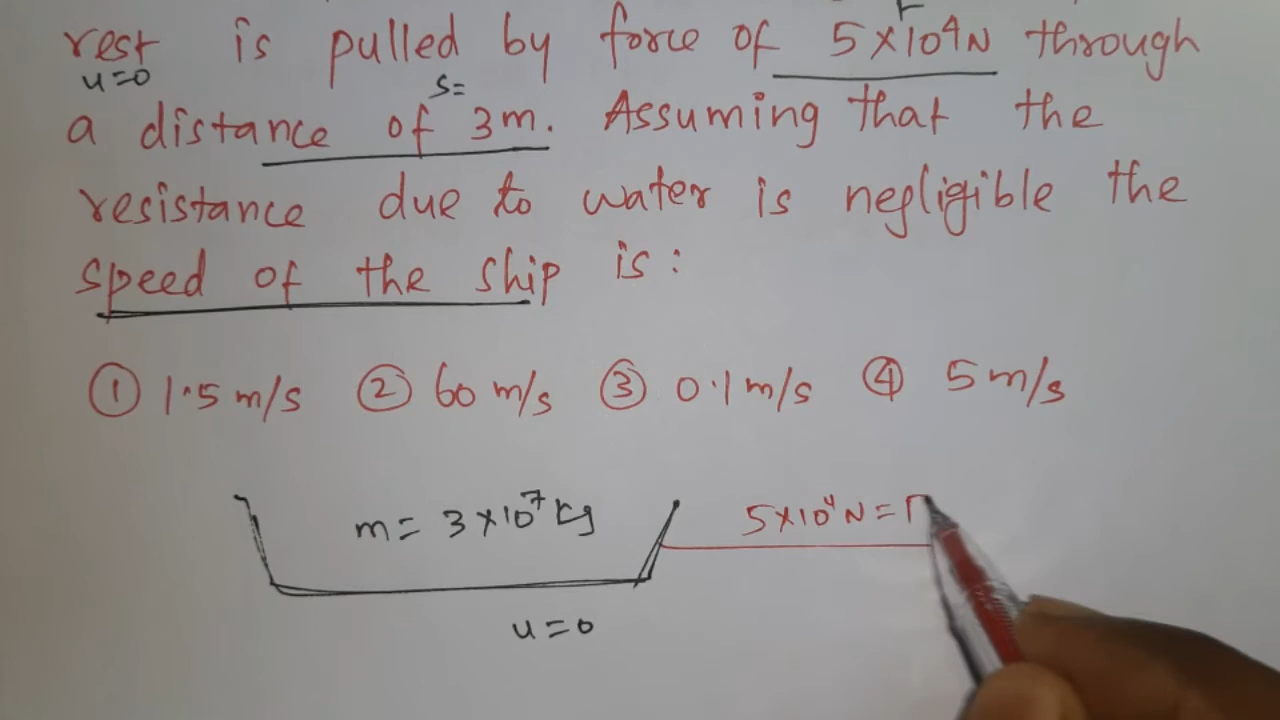 rest is pulled by force of 5×10⁴N through
u=0
s=
a distance of 3m. Assuming that the
resistance due to water is negligible the
speed of the ship is:
① 1.5 m/s ② 60 m/s ③ 0.1 m/s ④ 5 m/s
m = 3×10⁷ kg
5×10⁴ N =
u=0